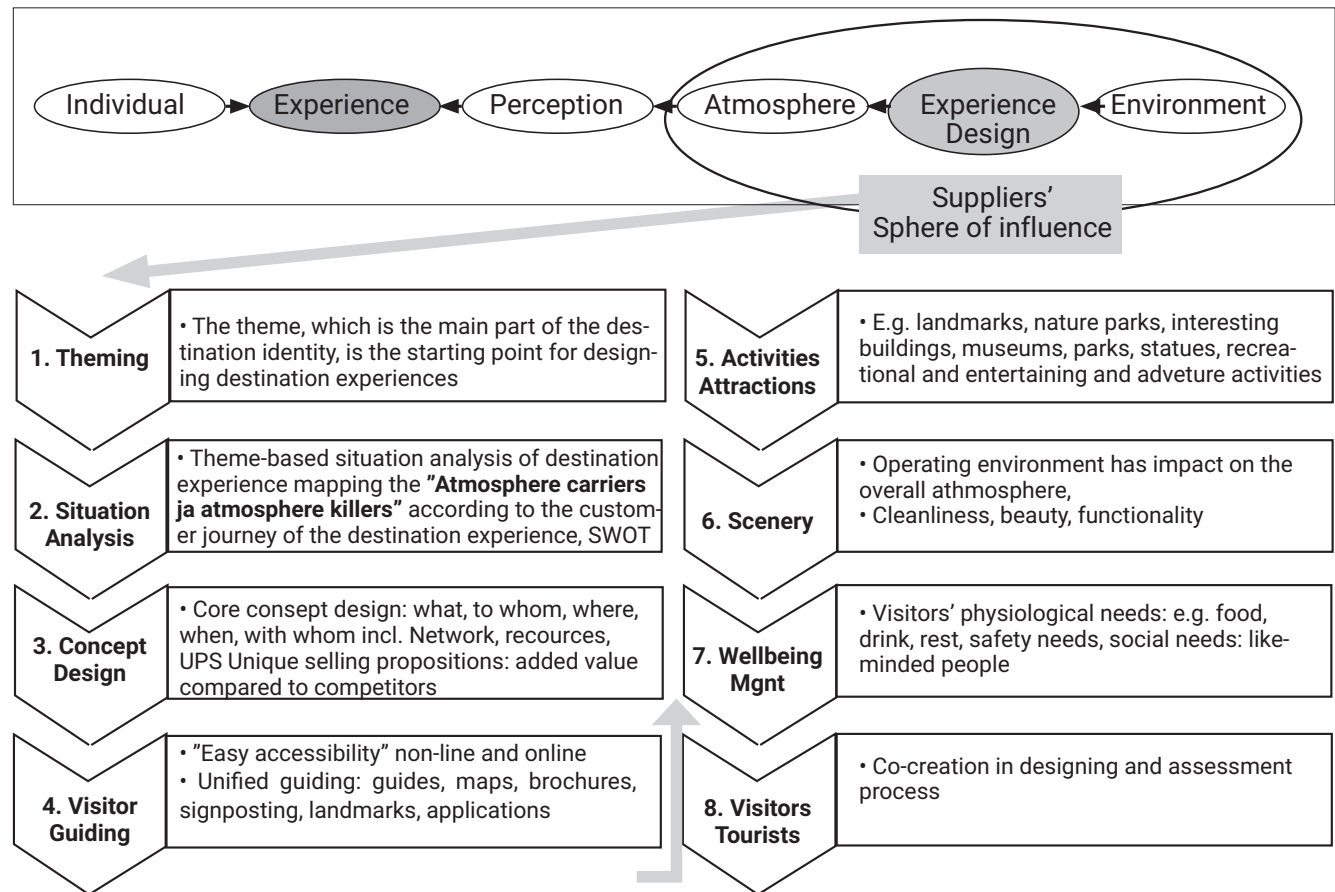 Individual
Experience
Perception
Atmosphere
Experience
Design
Environment
Suppliers’
Sphere of influence
1. Theming
• The theme, which is the main part of the des-
tination identity, is the starting point for design-
ing destination experiences
2. Situation
Analysis
• Theme-based situation analysis of destination
experience mapping the ”Atmosphere carriers
ja atmosphere killers” according to the custom-
er journey of the destination experience, SWOT
3. Concept
Design
• Core consept design: what, to whom, where,
when, with whom incl. Network, recources,
UPS Unique selling propositions: added value
compared to competitors
4. Visitor
Guiding
• ”Easy accessibility” non-line and online
• Unified guiding: guides, maps, brochures,
signposting, landmarks, applications
5. Activities
Attractions
• E.g. landmarks, nature parks, interesting
buildings, museums, parks, statues, recrea-
tional and entertaining and adveture activities
6. Scenery
• Operating environment has impact on the
overall athmosphere,
• Cleanliness, beauty, functionality
7. Wellbeing
Mgnt
• Visitors’ physiological needs: e.g. food,
drink, rest, safety needs, social needs: like-
minded people
8. Visitors
Tourists
• Co-creation in designing and assessment
process